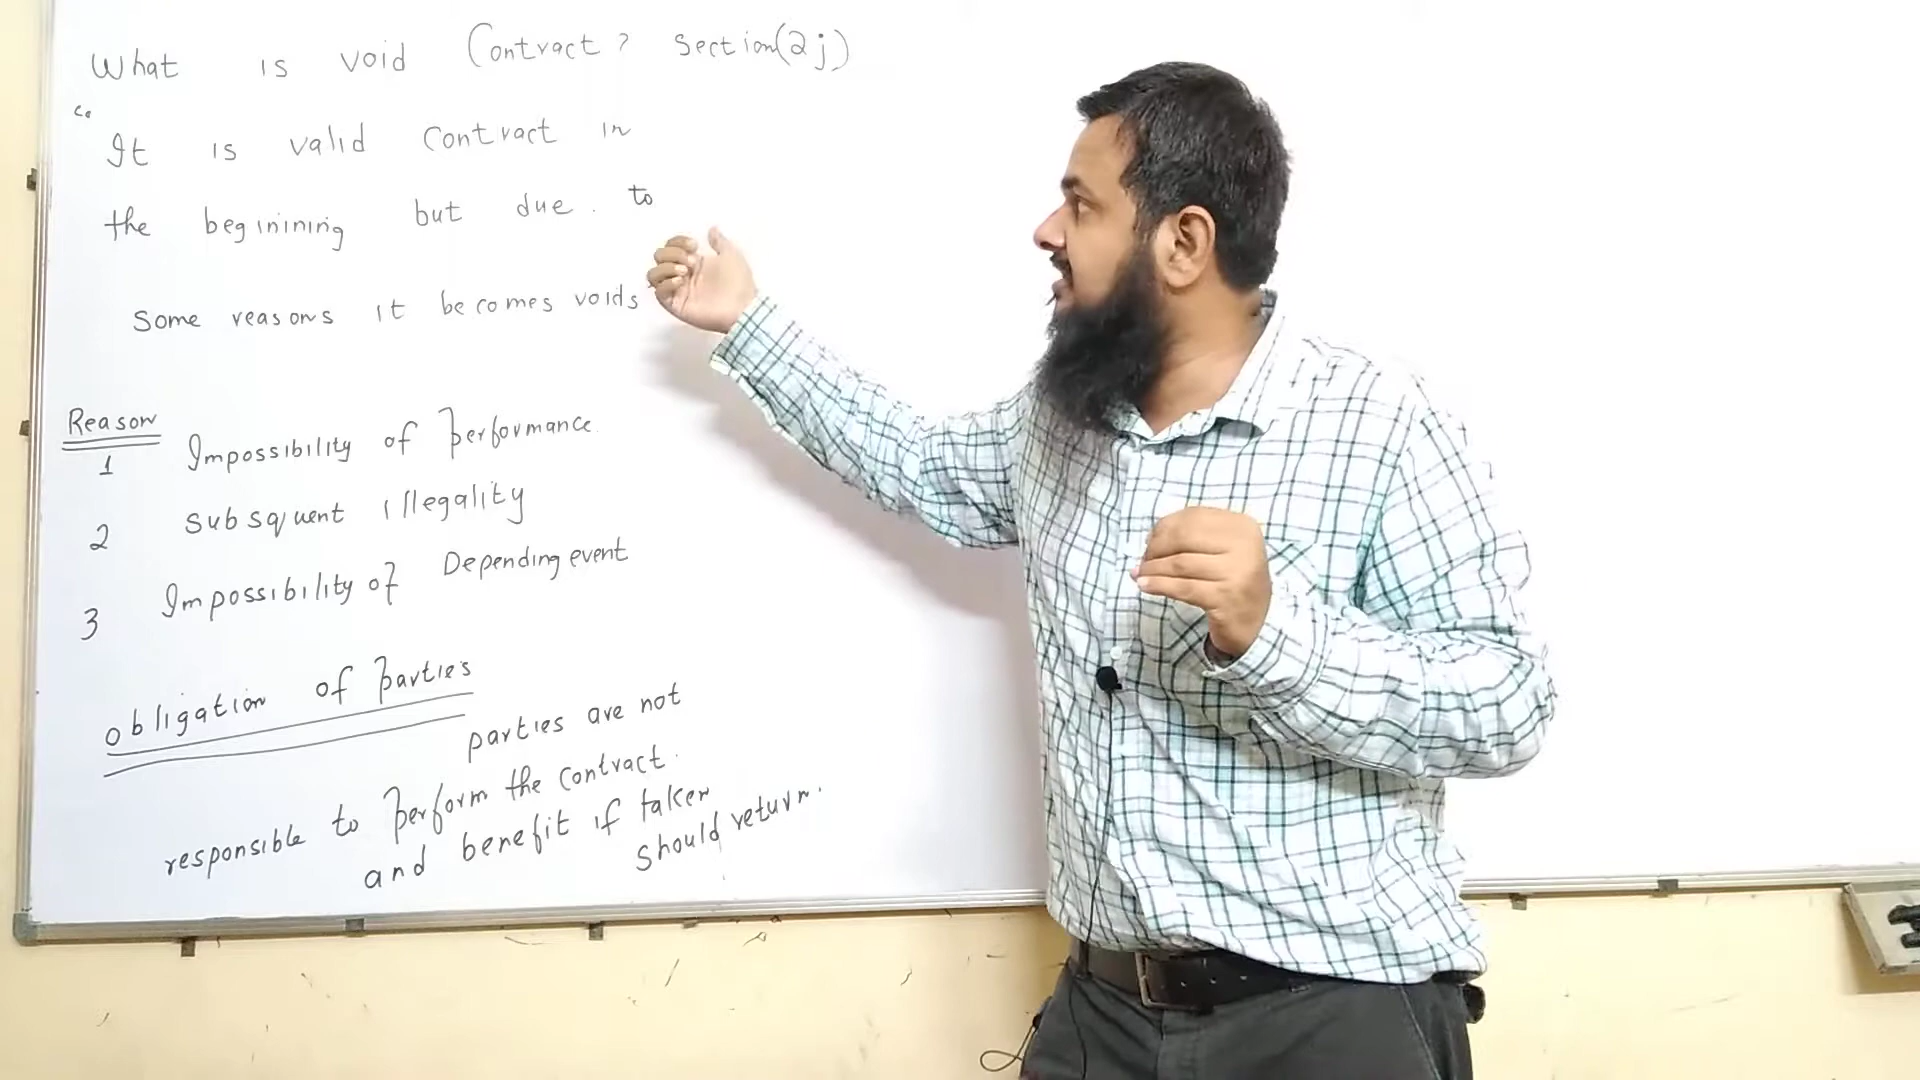 What is void Contract? Section(2j)
“It is valid contract in
the beginining but due. to
Some reasons it becomes voids”
Reason
1 Impossibility of Performance.
2 Subsquent illegality
3 Impossibility of Depending event
obligation of Parties
parties are not
responsible to Perform the contract.
and benefit if taken
should return.